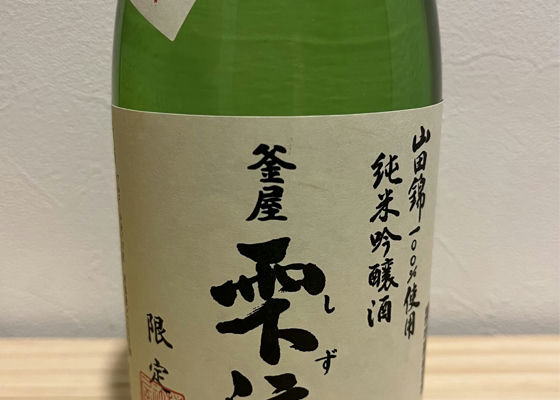 山田錦一〇〇%使用
純米吟醸酒
釜屋
雫
しず
限定